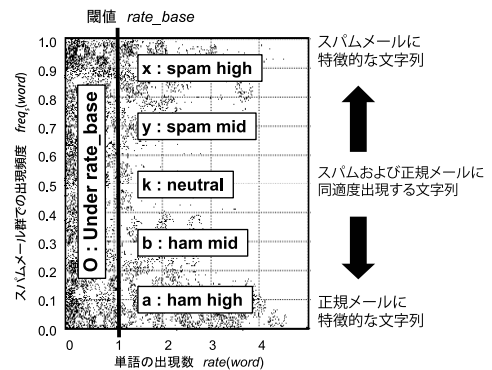 閾値 rate_base
スパムメール群での出現頻度 freqs(word)
1.0
0.9
0.8
0.7
0.6
0.5
0.4
0.3
0.2
0.1
0.0
O : Under rate_base
x : spam high
y : spam mid
k : neutral
b : ham mid
a : ham high
0 1 2 3 4
単語の出現数 rate(word)
スパムメールに
特徴的な文字列
スパムおよび正規メールに
同適度出現する文字列
正規メールに
特徴的な文字列